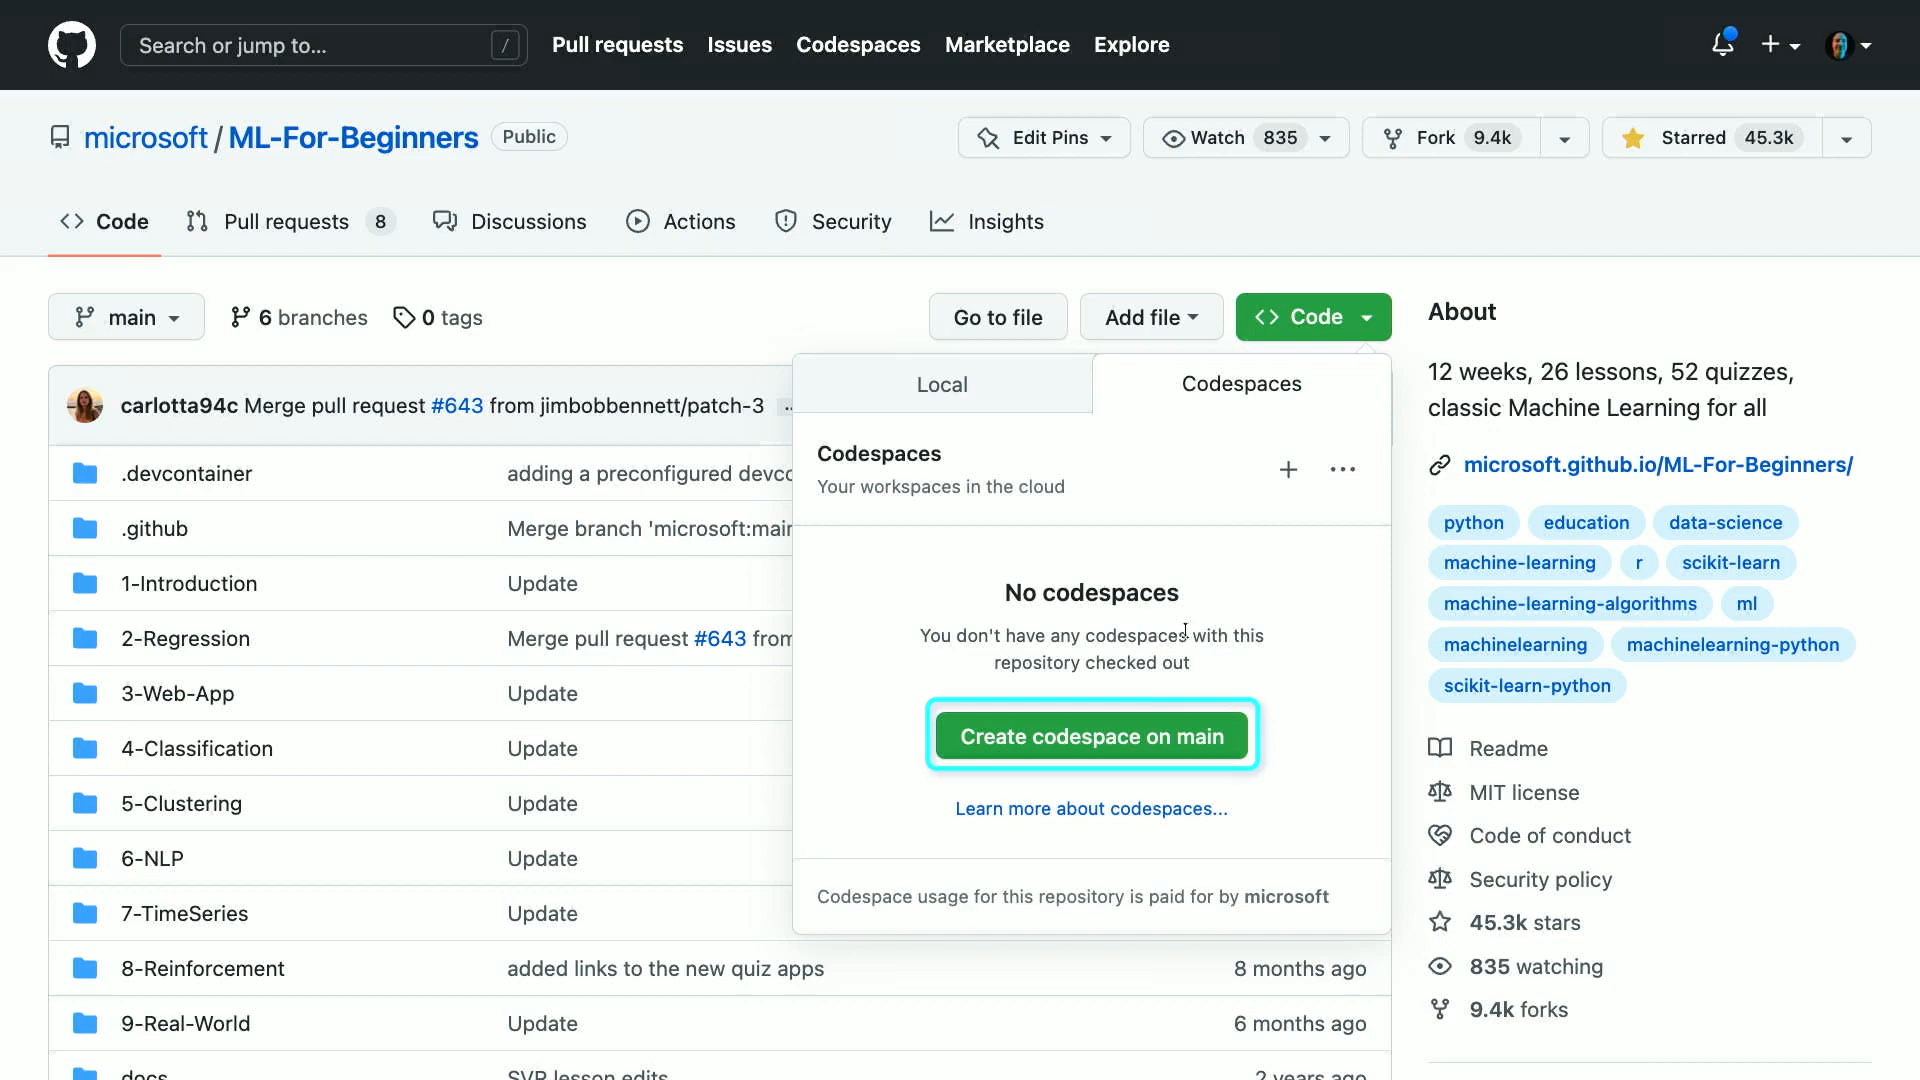 Search or jump to... /
Pull requests Issues Codespaces Marketplace Explore
microsoft / ML-For-Beginners Public
Edit Pins Watch 835 Fork 9.4k Starred 45.3k
Code Pull requests 8 Discussions Actions Security Insights
main 6 branches 0 tags
Go to file Add file Code
carlotta94c Merge pull request #643 from jimbobbennett/patch-3 ...
.devcontainer adding a preconfigured devc
.github Merge branch 'microsoft:mai
1-Introduction Update
2-Regression Merge pull request #643 from
3-Web-App Update
4-Classification Update
5-Clustering Update
6-NLP Update
7-TimeSeries Update
8-Reinforcement added links to the new quiz apps 8 months ago
9-Real-World Update 6 months ago
docs SVR lesson edits 2 years ago
Local Codespaces
Codespaces
Your workspaces in the cloud
No codespaces
You don't have any codespaces with this
repository checked out
Create codespace on main
Learn more about codespaces...
Codespace usage for this repository is paid for by microsoft
About
12 weeks, 26 lessons, 52 quizzes,
classic Machine Learning for all
microsoft.github.io/ML-For-Beginners/
python education data-science
machine-learning r scikit-learn
machine-learning-algorithms ml
machinelearning machinelearning-python
scikit-learn-python
Readme
MIT license
Code of conduct
Security policy
45.3k stars
835 watching
9.4k forks